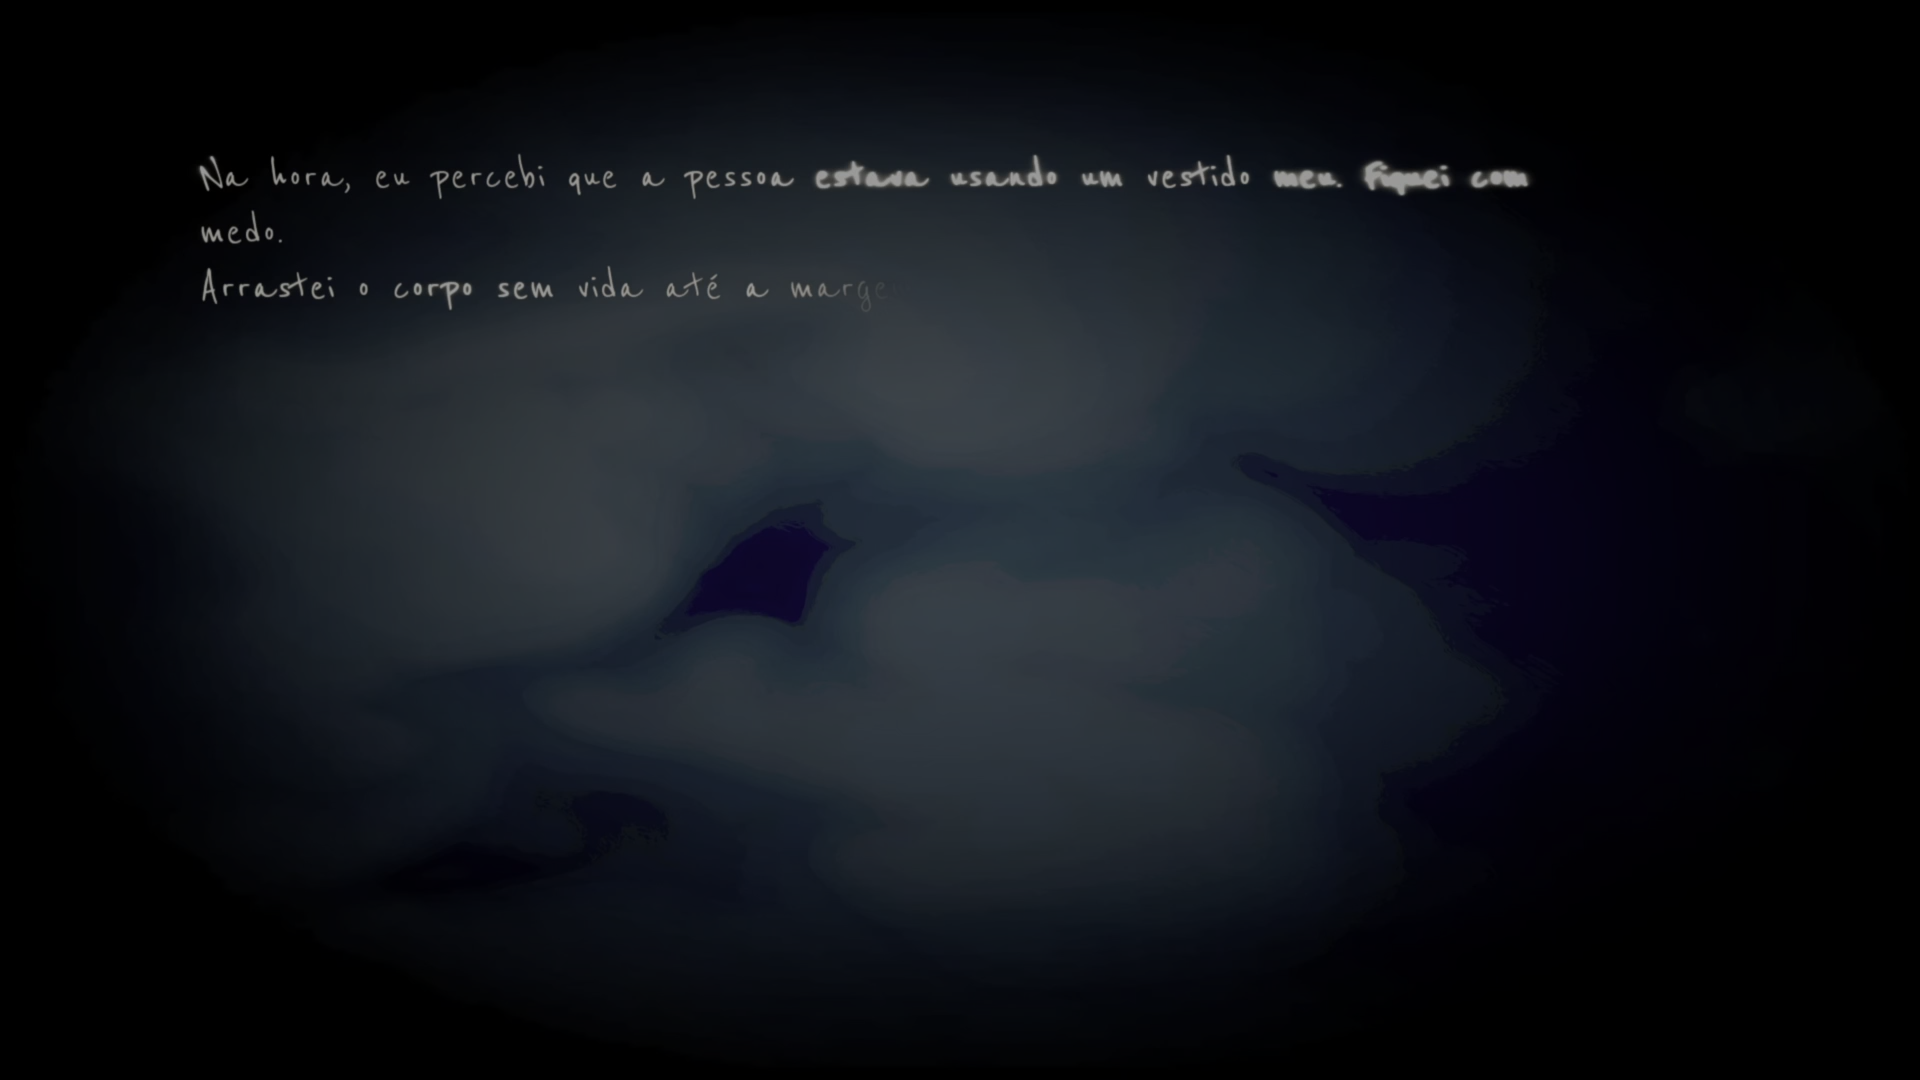 Na hora, eu percebi que a pessoa estava usando um vestido meu. Fiquei com
medo.
Arrastei o corpo sem vida até a marge